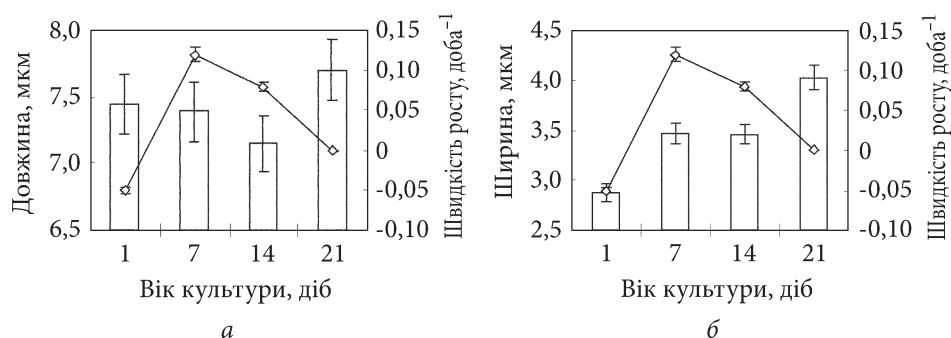 Довжина, мкм
8,0
7,5
7,0
6,5
0,15
0,10
0,05
0
-0,05
-0,10
Швидкість росту, доба⁻¹
1 7 14 21
Вік культури, діб
а
Ширина, мкм
4,5
4,0
3,5
3,0
2,5
0,15
0,10
0,05
0
-0,05
-0,10
Швидкість росту, доба⁻¹
1 7 14 21
Вік культури, діб
б